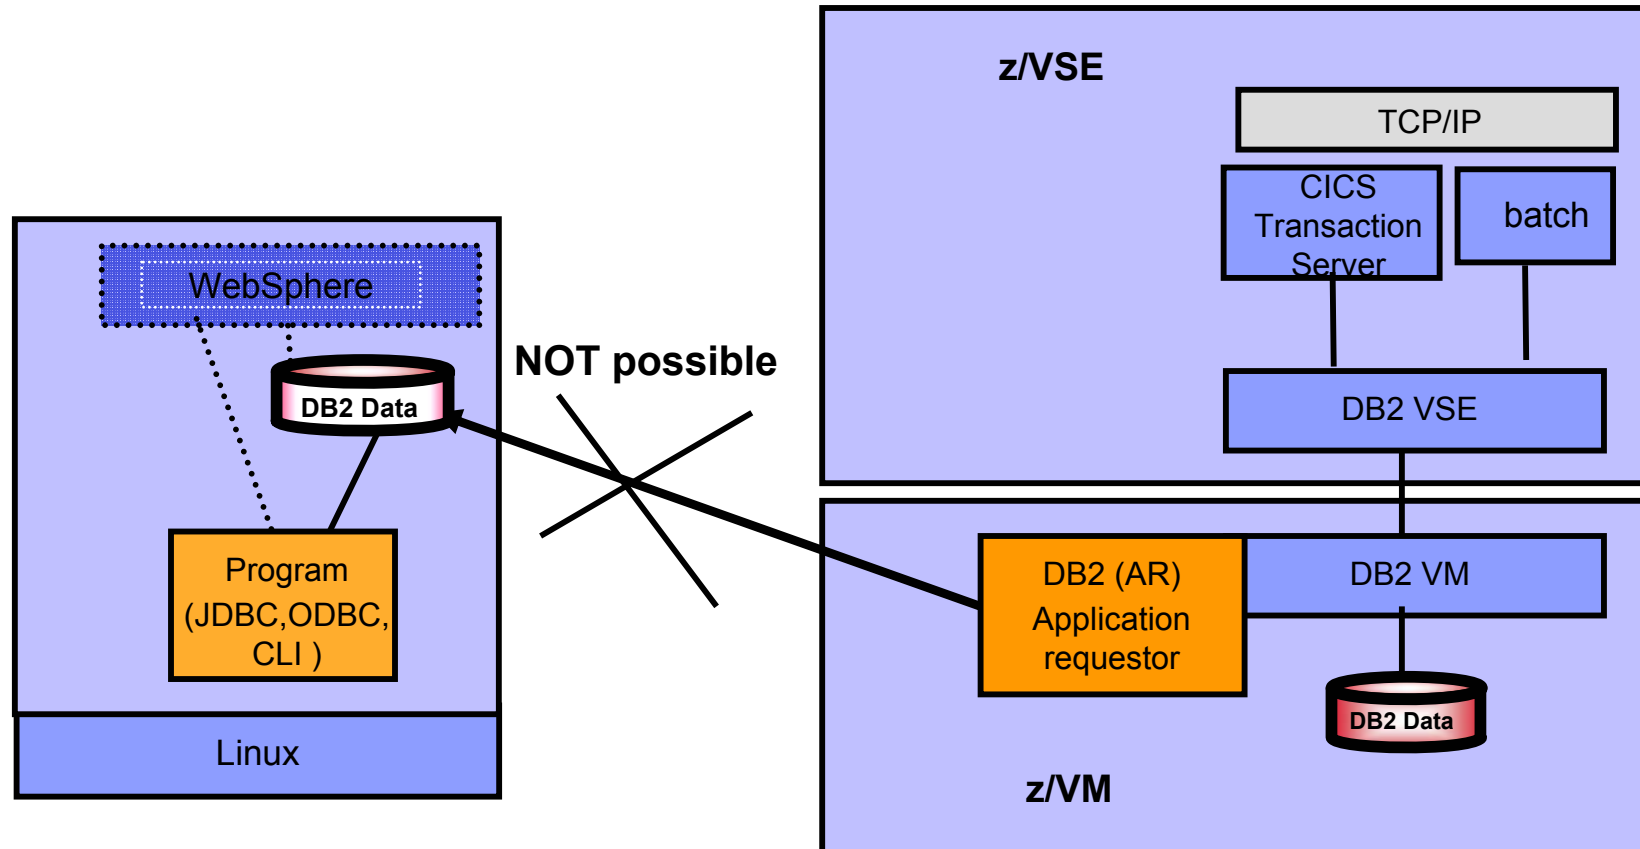 z/VSE
TCP/IP
CICS
Transaction
Server
batch
WebSphere
NOT possible
DB2 Data
DB2 VSE
Program
(JDBC,ODBC,
CLI )
DB2 (AR)
Application
requestor
DB2 VM
DB2 Data
Linux
z/VM